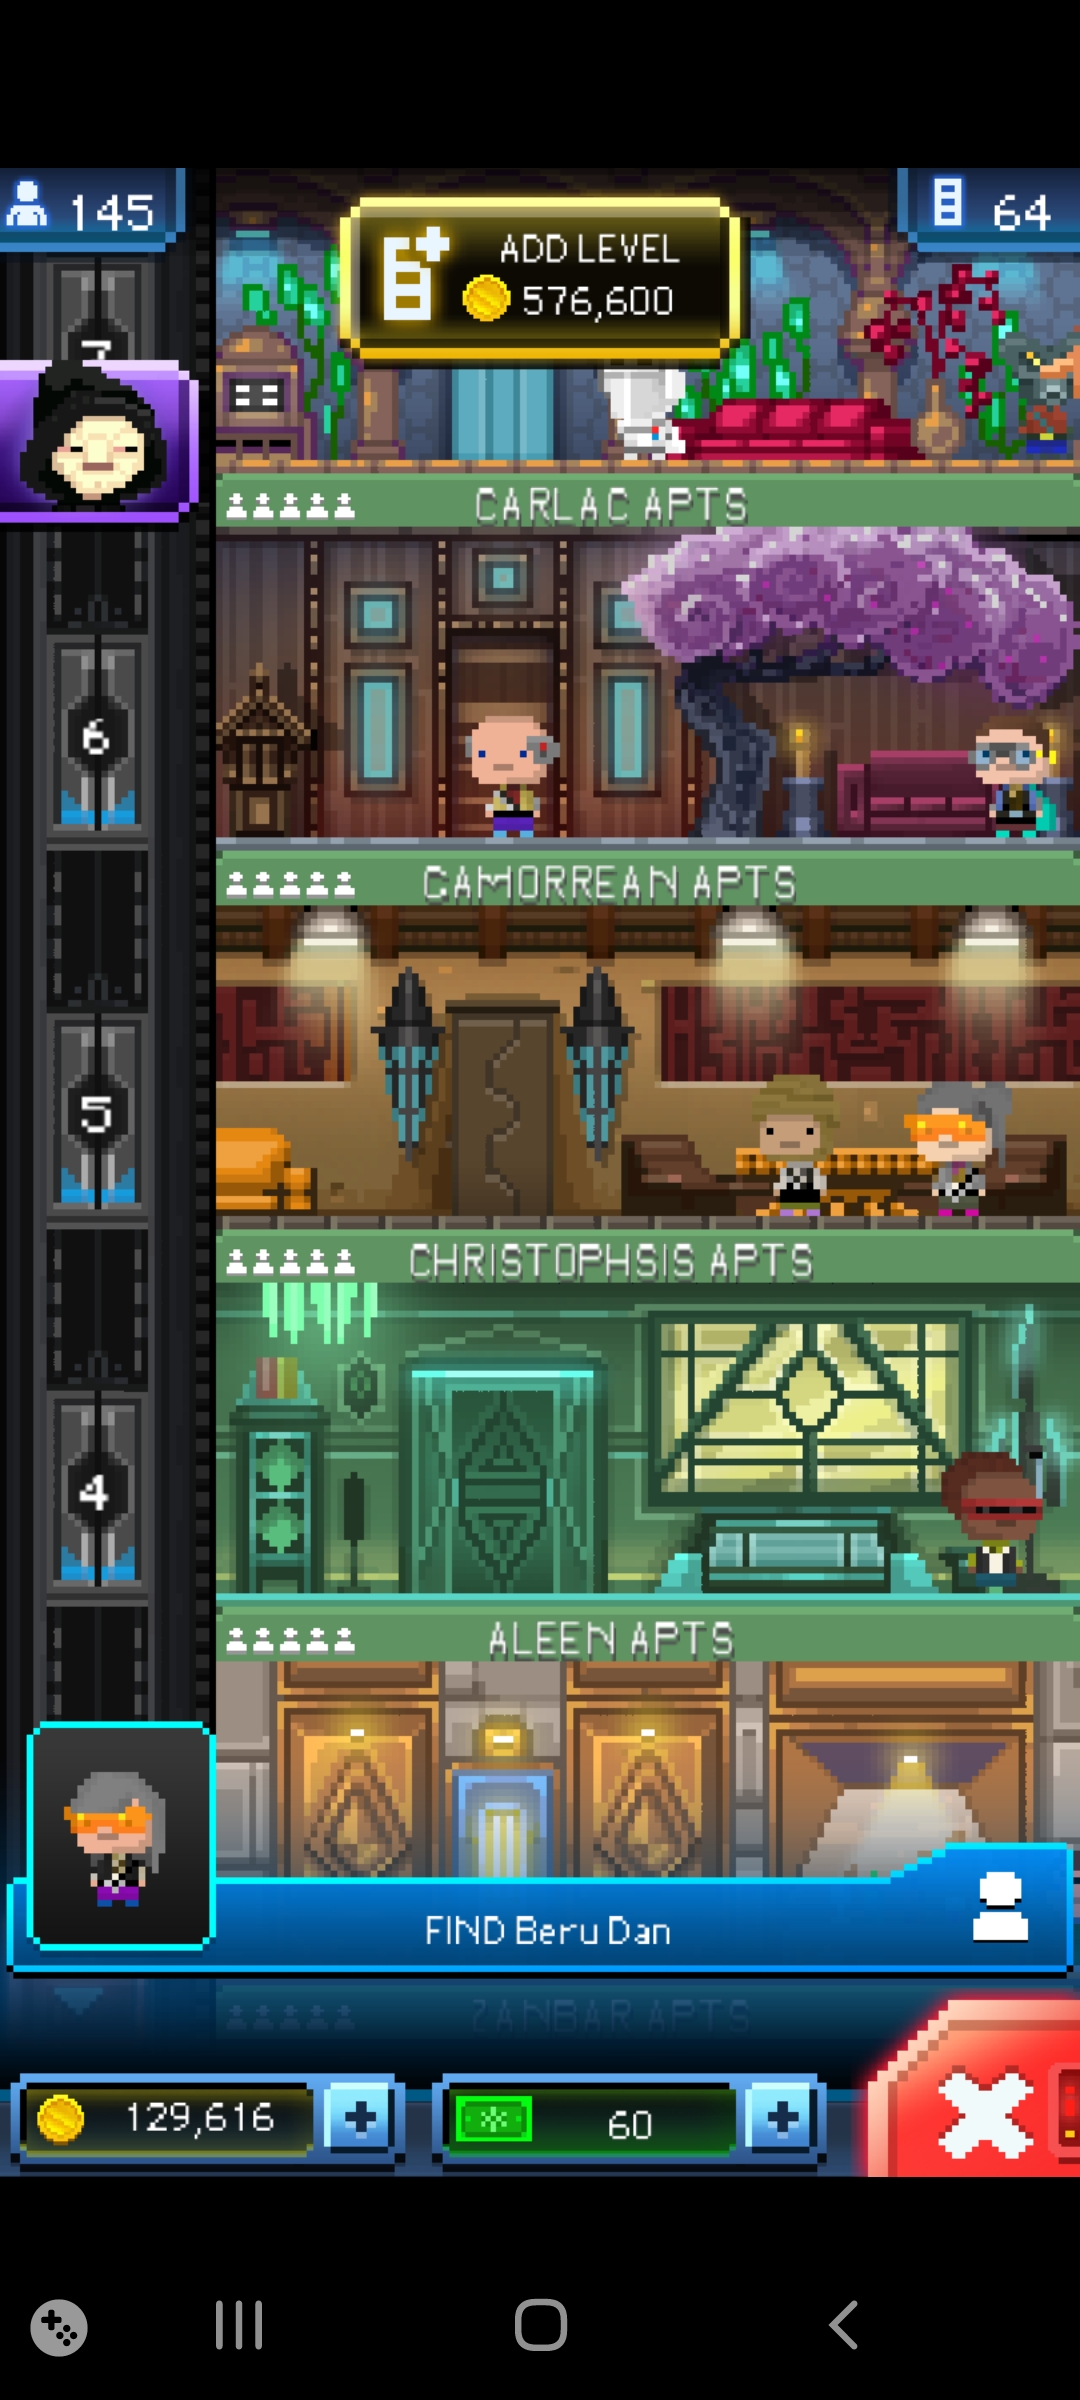 145
ADD LEVEL
576,600
64
7
CARLAC APTS
6
CAMORREAN APTS
5
CHRISTOPHSIS APTS
4
ALEEN APTS
FIND Beru Dan
ZANBAR APTS
129,616
60